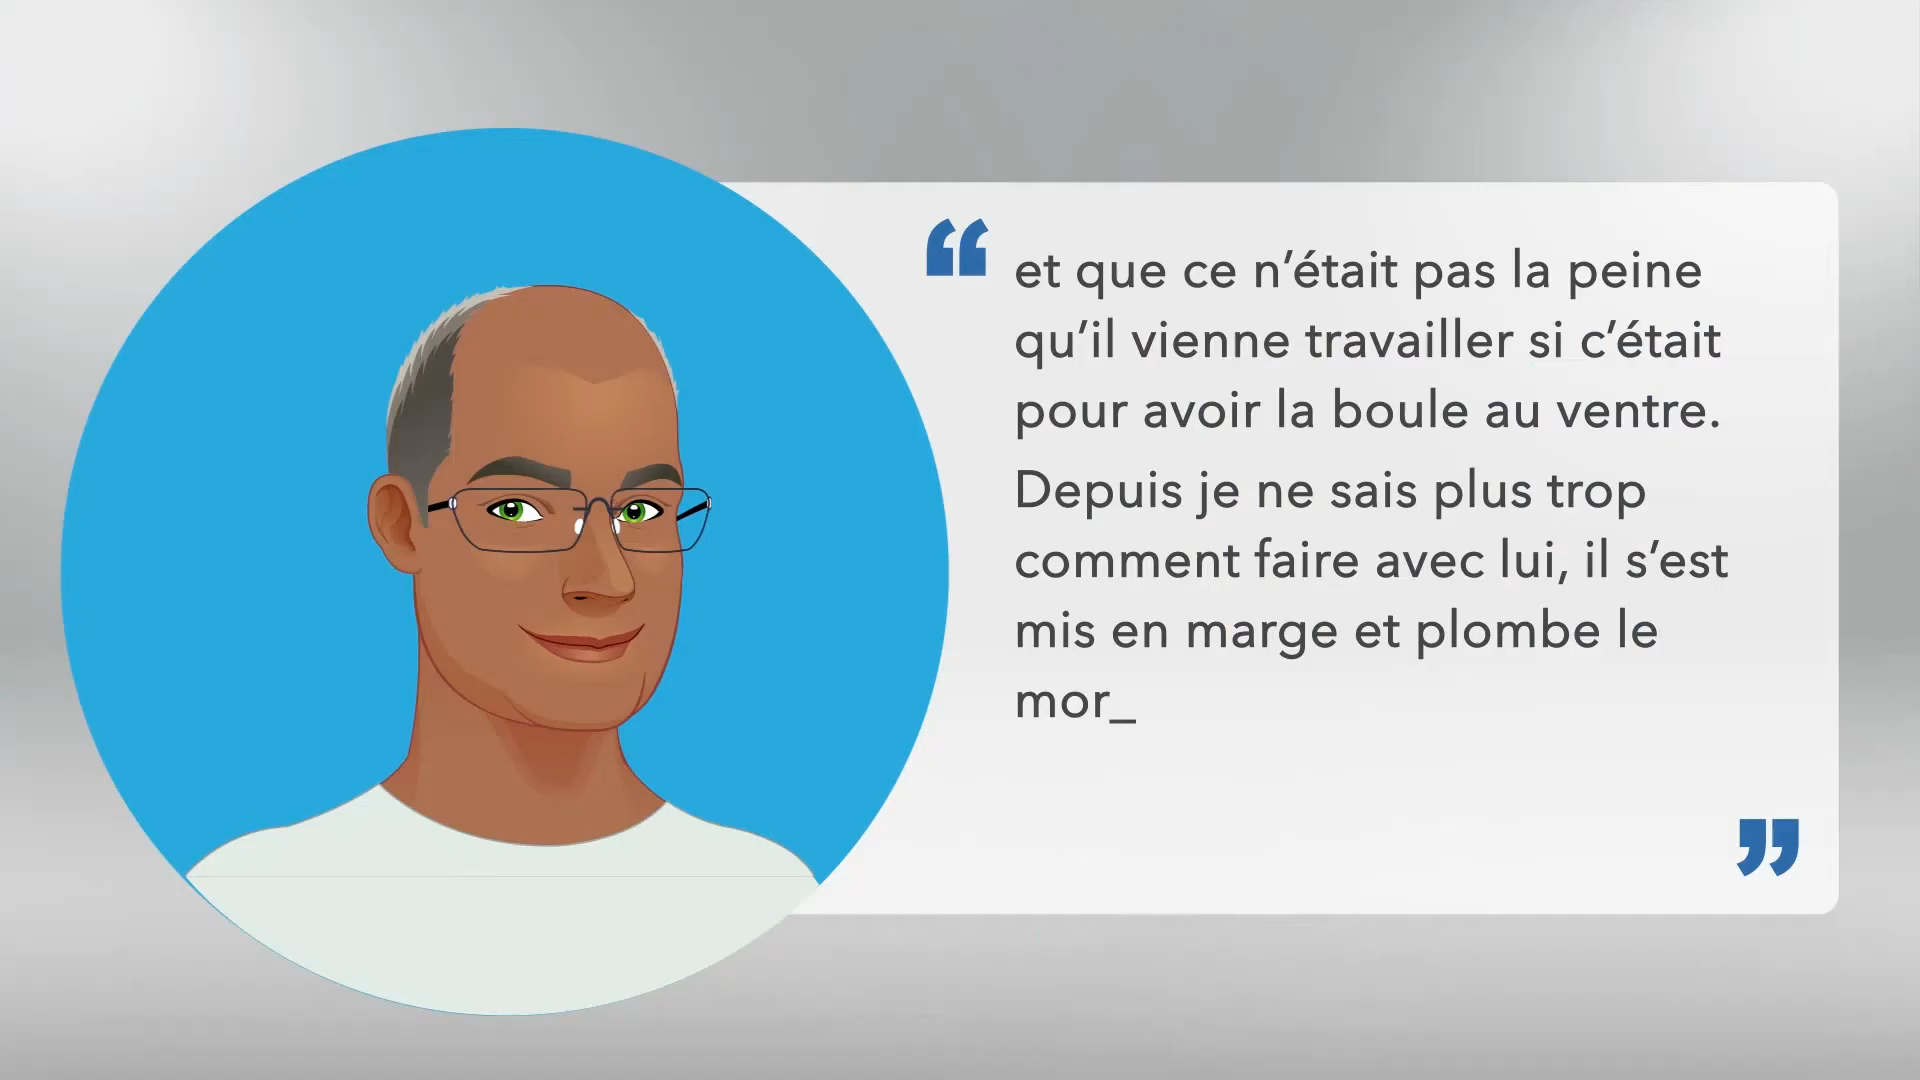 “ et que ce n’était pas la peine
qu’il vienne travailler si c’était
pour avoir la boule au ventre.
Depuis je ne sais plus trop
comment faire avec lui, il s’est
mis en marge et plombe le
mor_
”